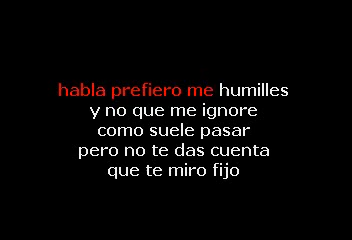 habla prefiero me humilles
y no que me ignore
como suele pasar
pero no te das cuenta
que te miro fijo